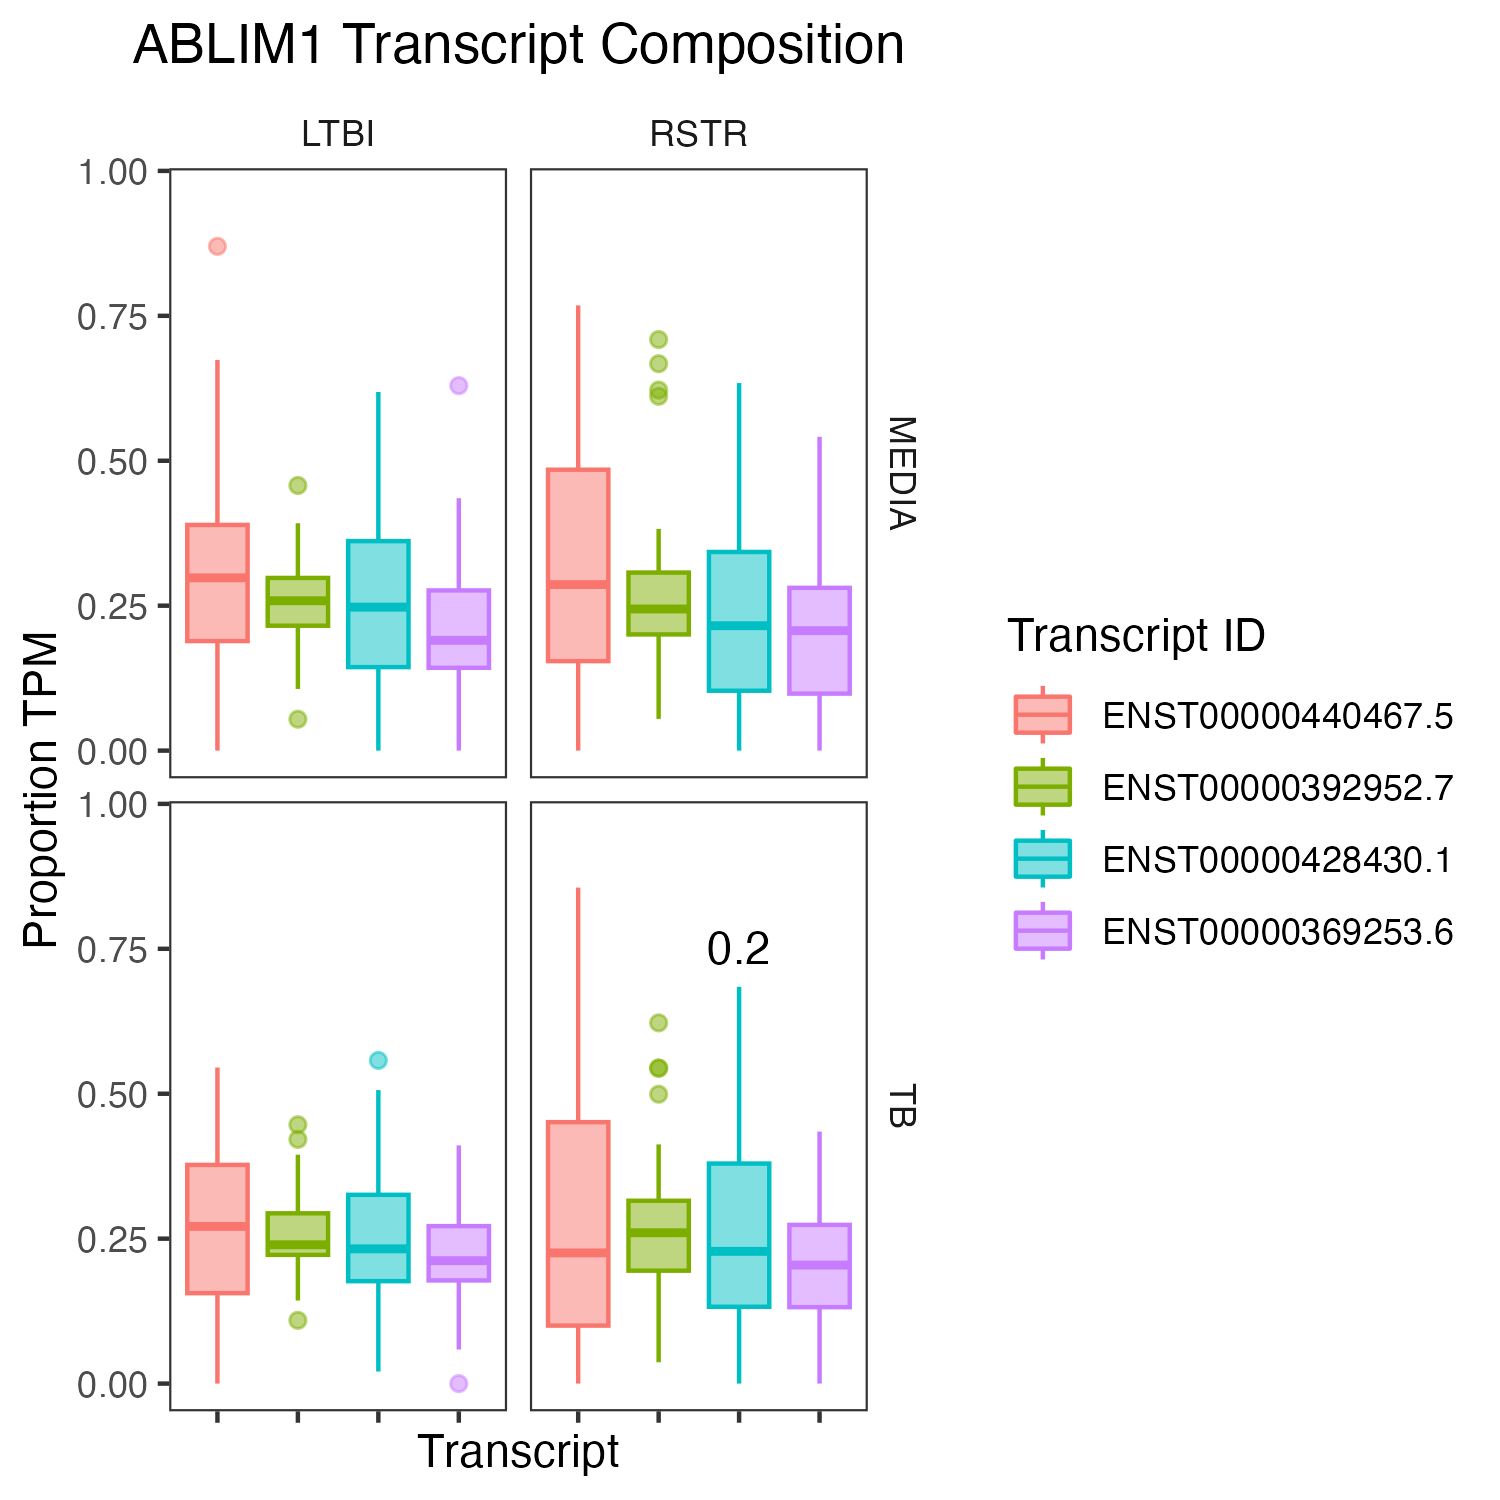 ABLIM1 Transcript Composition
LTBI
RSTR
1.00
0.75
0.50
0.25
0.00
MEDIA
1.00
0.75
0.50
0.25
0.00
0.2
TB
Proportion TPM
Transcript
Transcript ID
ENST00000440467.5
ENST00000392952.7
ENST00000428430.1
ENST00000369253.6